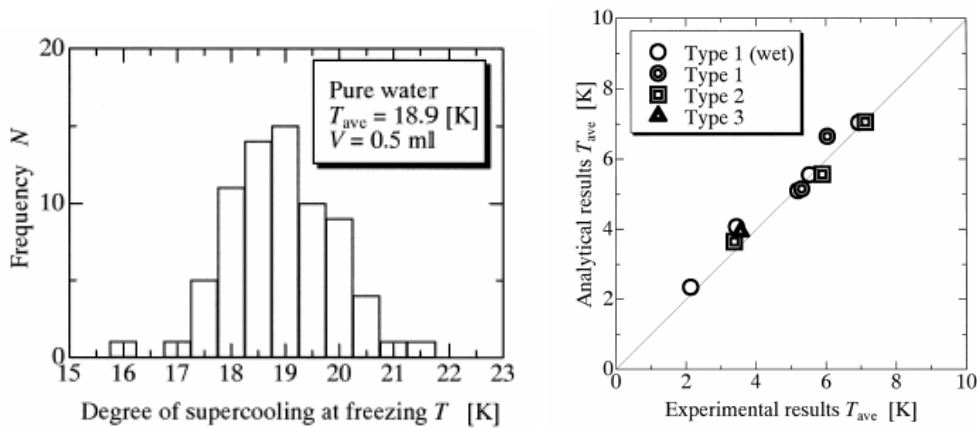 20
10
0
Frequency N
Pure water
T_ave = 18.9 [K]
V = 0.5 ml
15 16 17 18 19 20 21 22 23
Degree of supercooling at freezing T [K]
10
8
6
4
2
0
Analytical results T_ave [K]
Type 1 (wet)
Type 1
Type 2
Type 3
0 2 4 6 8 10
Experimental results T_ave [K]